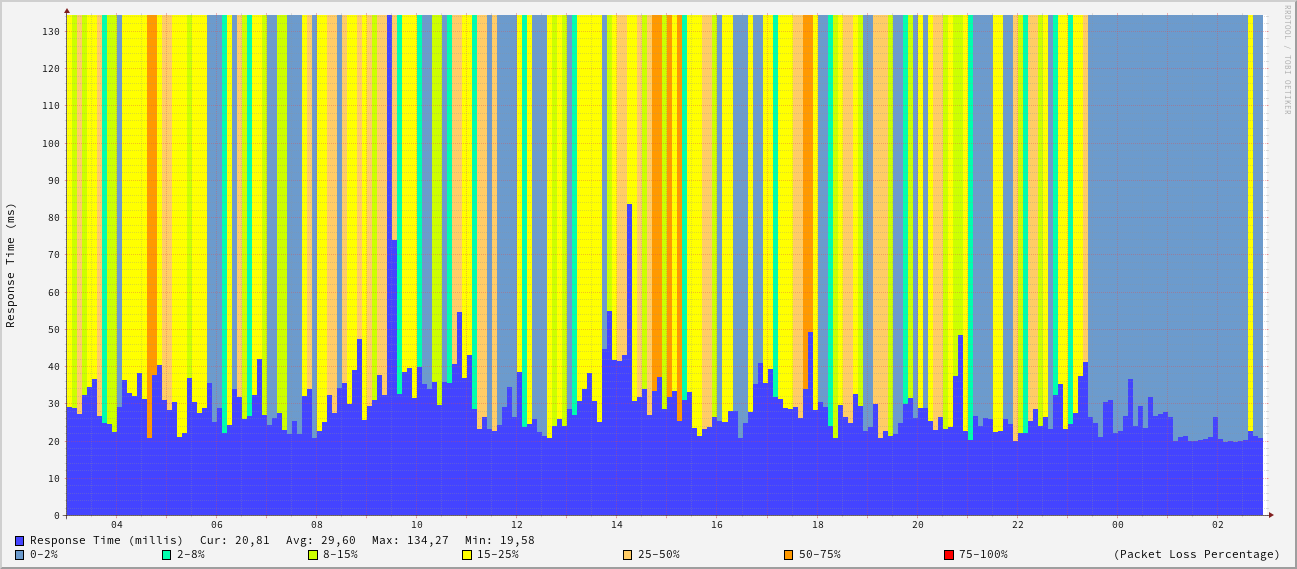 RRDTOOL / TOBI OETIKER
Response Time (ms)
130
120
110
100
90
80
70
60
50
40
30
20
10
0
04 06 08 10 12 14 16 18 20 22 00 02
Response Time (millis) Cur: 20,81 Avg: 29,60 Max: 134,27 Min: 19,58
0-2% 2-8% 8-15% 15-25% 25-50% 50-75% 75-100% (Packet Loss Percentage)